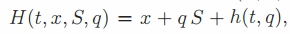 H(t, x, S, q) = x + q S + h(t, q),